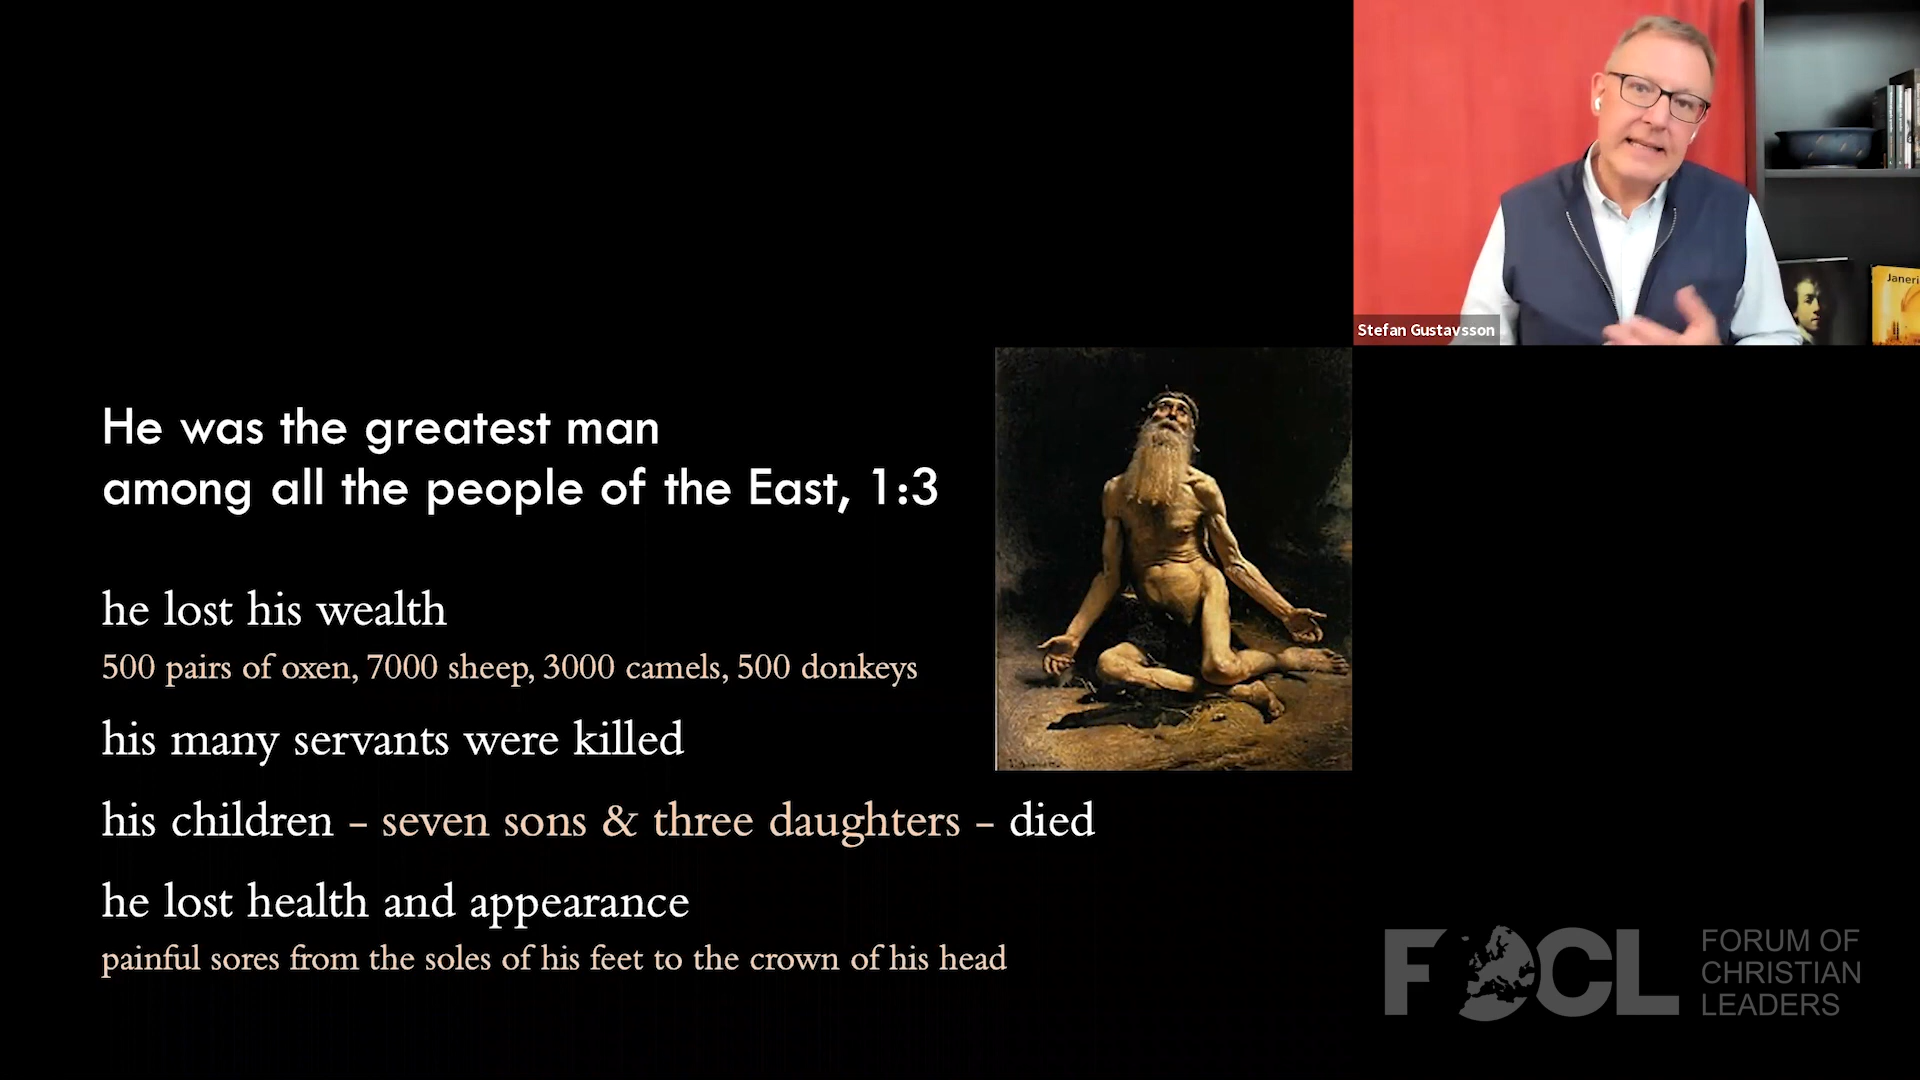 Janeri
Stefan Gustavsson
He was the greatest man
among all the people of the East, 1:3
he lost his wealth
500 pairs of oxen, 7000 sheep, 3000 camels, 500 donkeys
his many servants were killed
his children – seven sons & three daughters – died
he lost health and appearance
painful sores from the soles of his feet to the crown of his head
FOCL
FORUM OF
CHRISTIAN
LEADERS